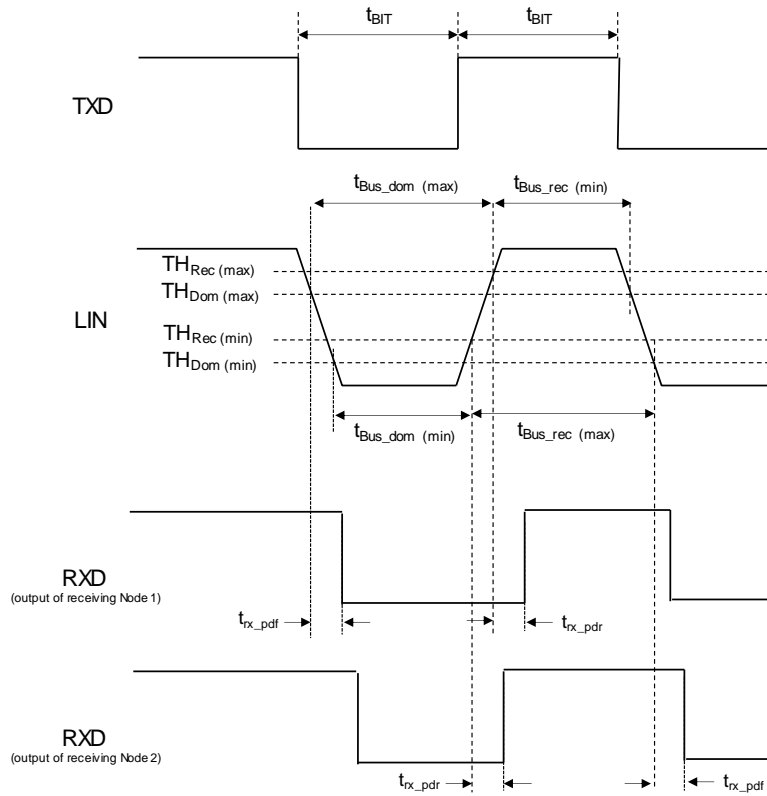 tBIT tBIT
TXD
tBus_dom (max) tBus_rec (min)
THRec (max)
THDom (max)
LIN
THRec (min)
THDom (min)
tBus_dom (min) tBus_rec (max)
RXD
(output of receiving Node 1)
trx_pdf trx_pdr
RXD
(output of receiving Node 2)
trx_pdr trx_pdf